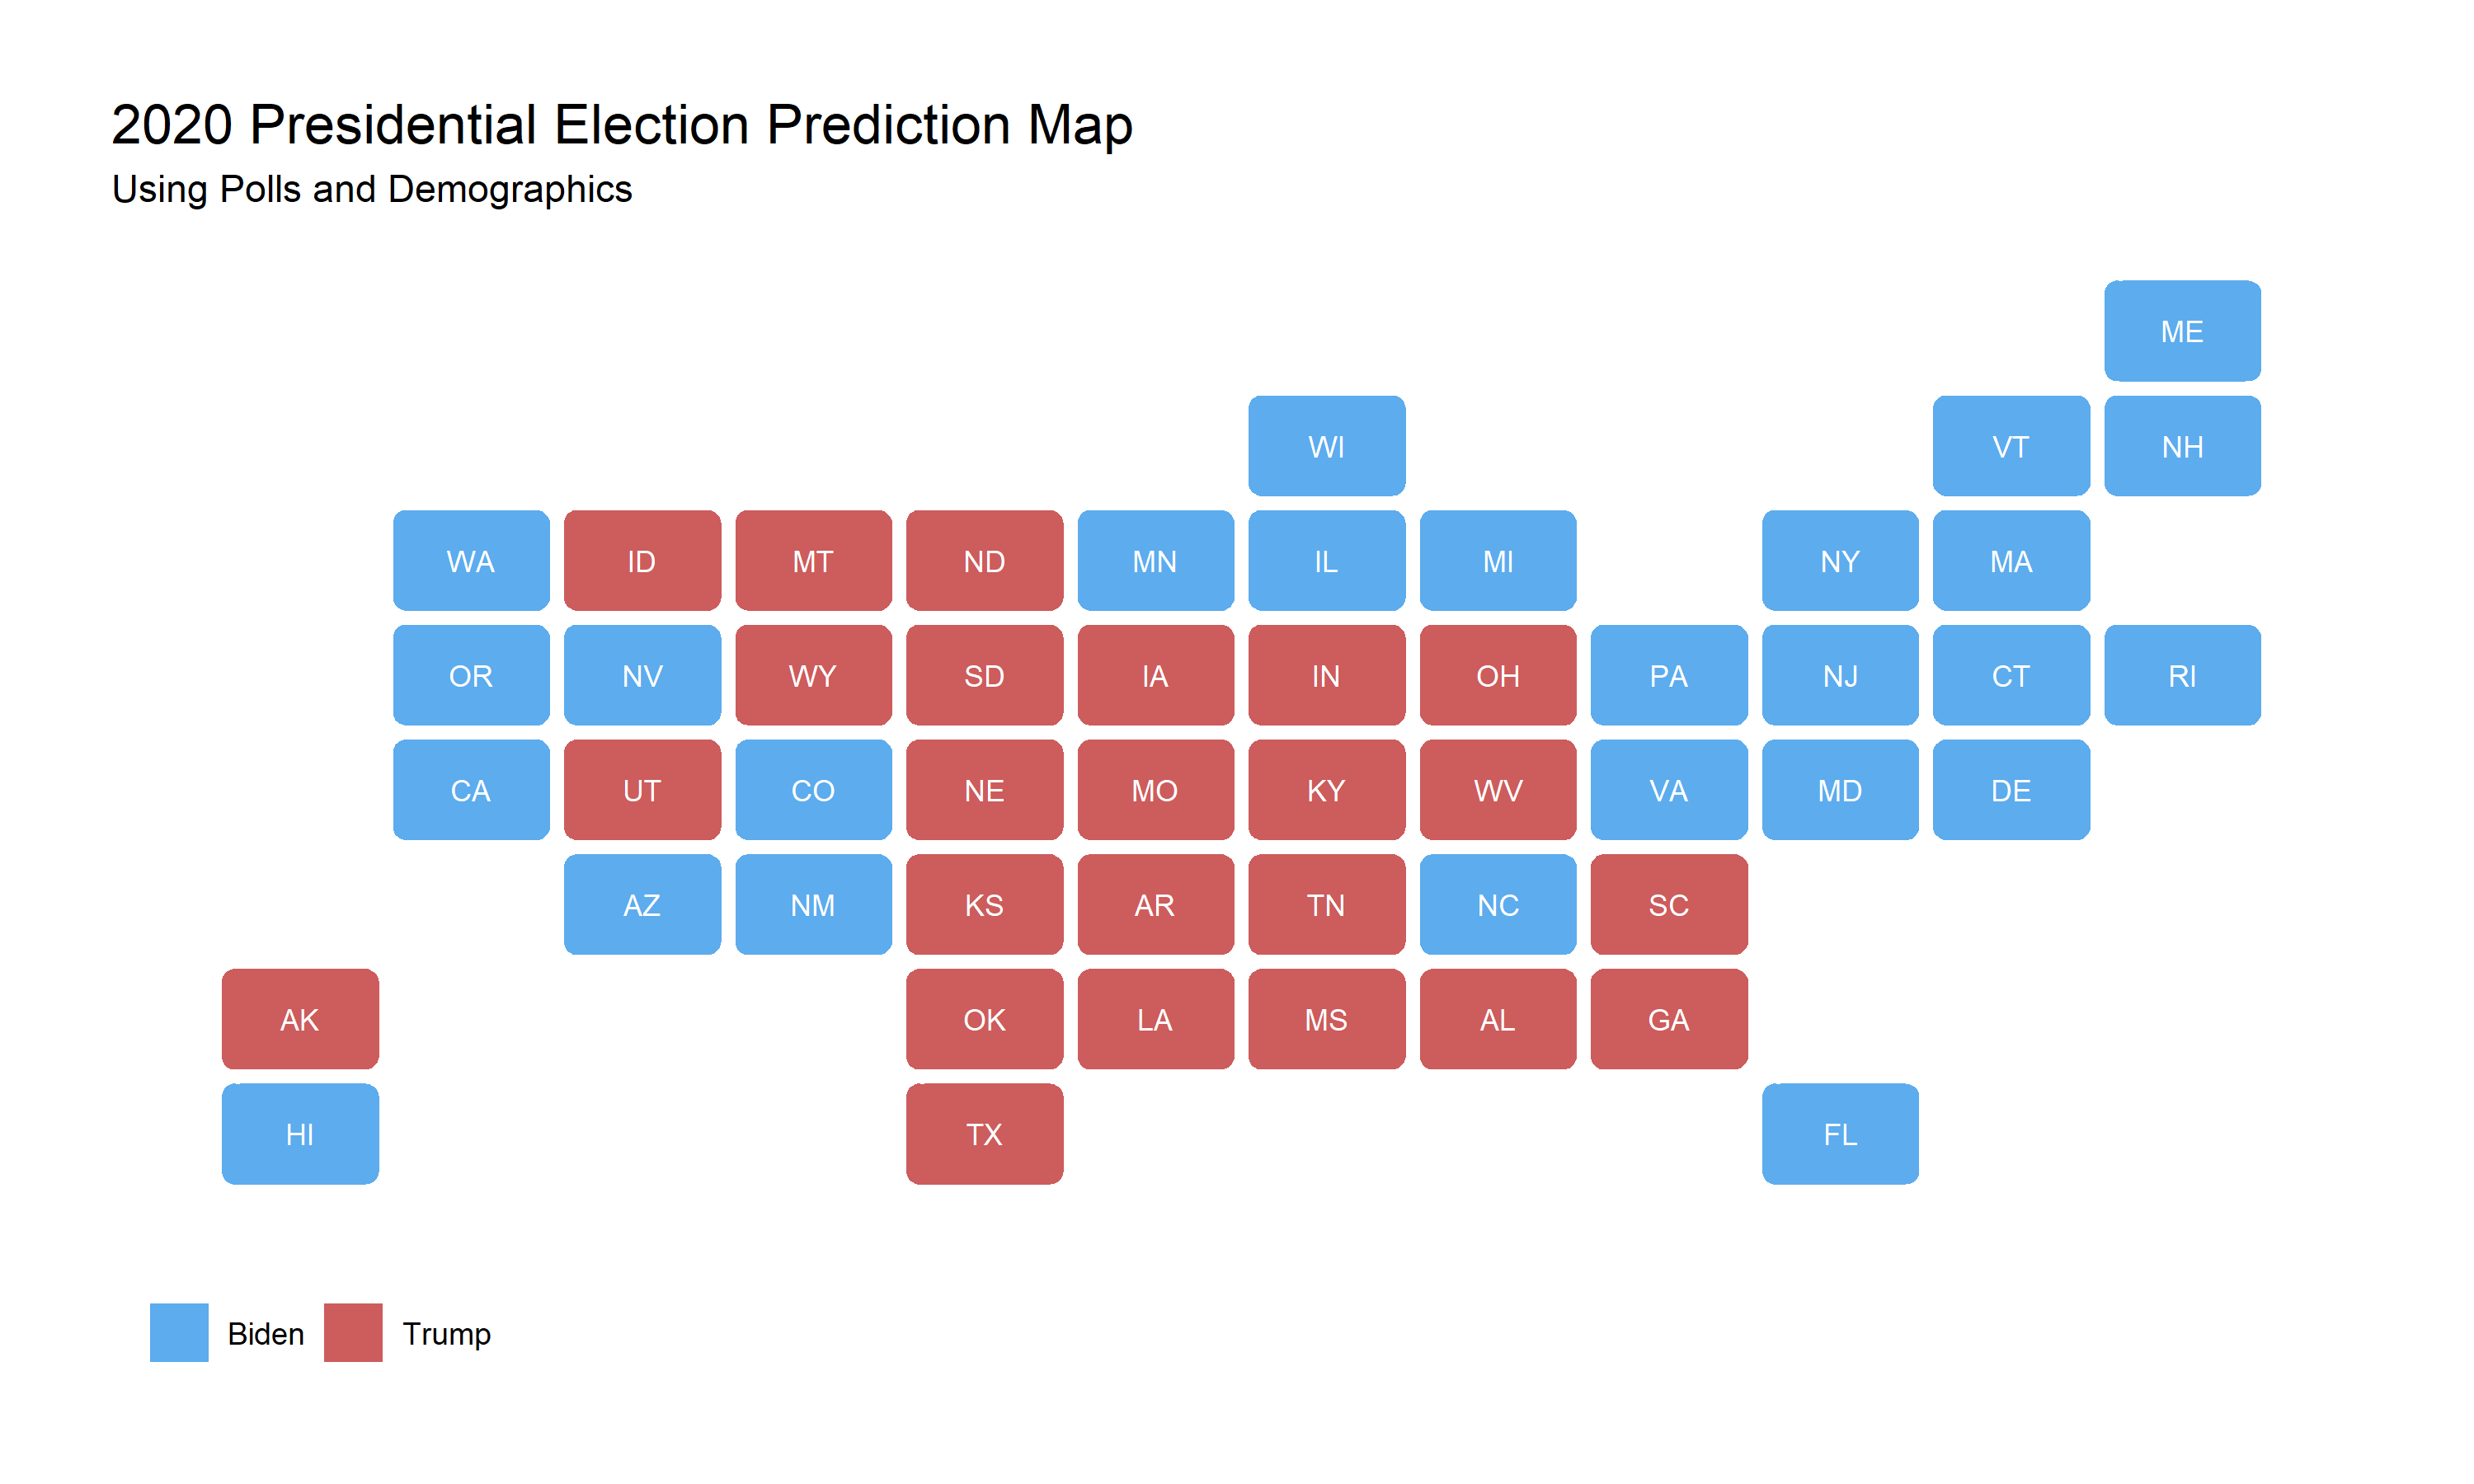 2020 Presidential Election Prediction Map
Using Polls and Demographics
ME
WI VT NH
WA ID MT ND MN IL MI NY MA
OR NV WY SD IA IN OH PA NJ CT RI
CA UT CO NE MO KY WV VA MD DE
AZ NM KS AR TN NC SC
AK OK LA MS AL GA
HI TX FL
Biden Trump